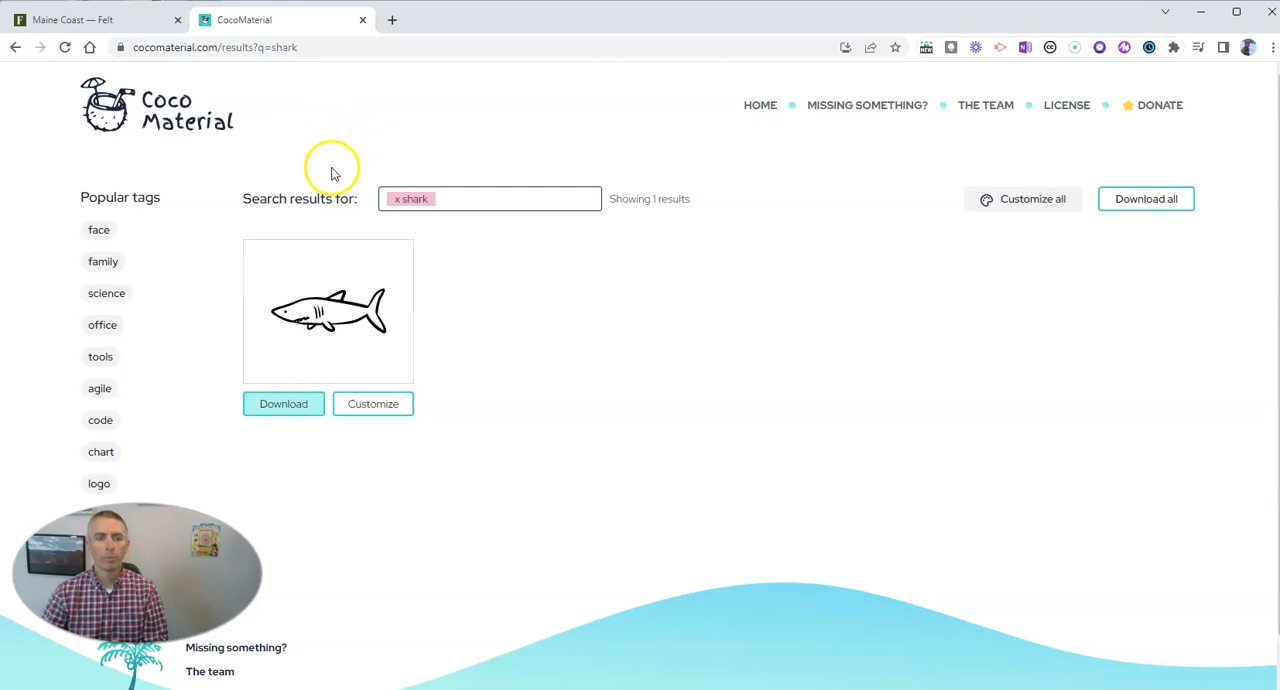 Maine Coast — Felt
CocoMaterial
cocomaterial.com/results?q=shark
Coco
Material
HOME
MISSING SOMETHING?
THE TEAM
LICENSE
DONATE
Popular tags
Search results for:
x shark
Showing 1 results
Customize all
Download all
face
family
science
office
tools
agile
code
chart
logo
Download
Customize
Missing something?
The team